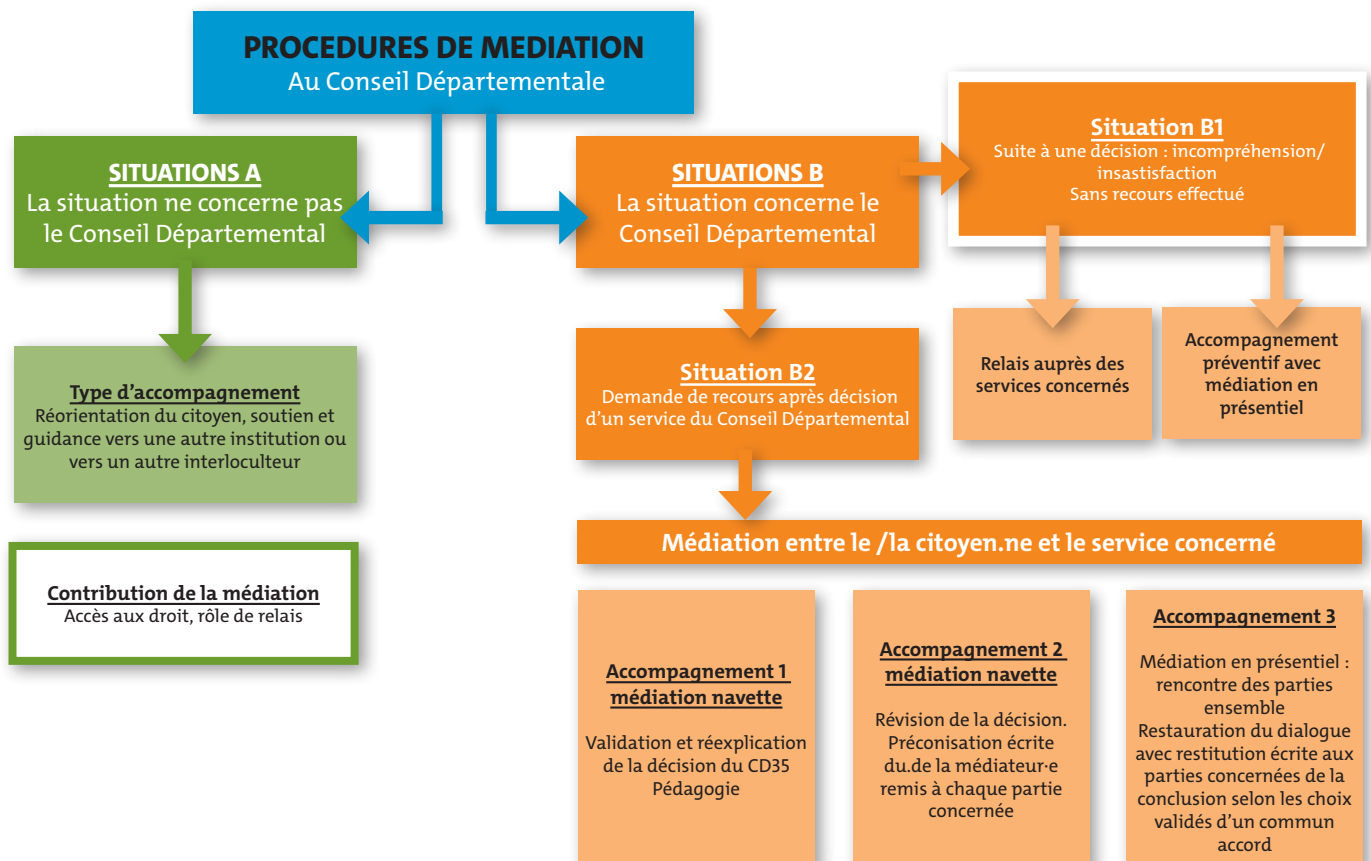 PROCEDURES DE MEDIATION
Au Conseil Départementale
SITUATIONS A
La situation ne concerne pas
le Conseil Départemental
SITUATIONS B
La situation concerne le
Conseil Départemental
Situation B1
Suite à une décision : incompréhension/
insastisfaction
Sans recours effectué
Type d'accompagnement
Réorientation du citoyen, soutien et
guidance vers une autre institution ou
vers un autre interloculteur
Situation B2
Demande de recours après décision
d'un service du Conseil Départemental
Relais auprès des
services concernés
Accompagnement
préventif avec
médiation en
présentiel
Contribution de la médiation
Accès aux droit, rôle de relais
Médiation entre le /la citoyen.ne et le service concerné
Accompagnement 1
médiation navette
Validation et réexplication
de la décision du CD35
Pédagogie
Accompagnement 2
médiation navette
Révision de la décision.
Préconisation écrite
du.de la médiateur·e
remis à chaque partie
concernée
Accompagnement 3
Médiation en présentiel :
rencontre des parties
ensemble
Restauration du dialogue
avec restitution écrite aux
parties concernées de la
conclusion selon les choix
validés d'un commun
accord